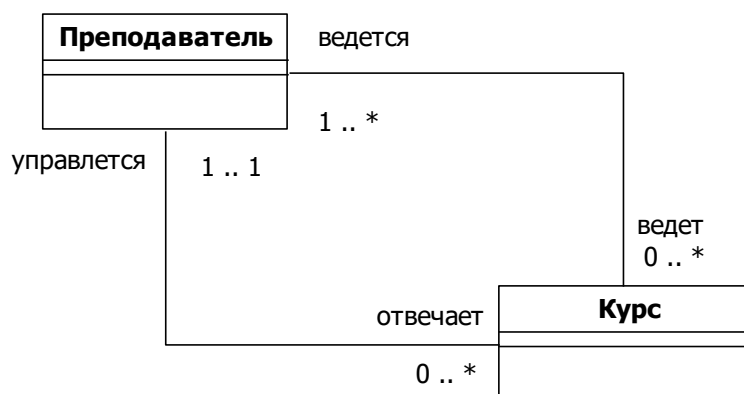 Преподаватель
ведется
1 .. *
управлется
1 .. 1
ведет
0 .. *
Курс
отвечает
0 .. *